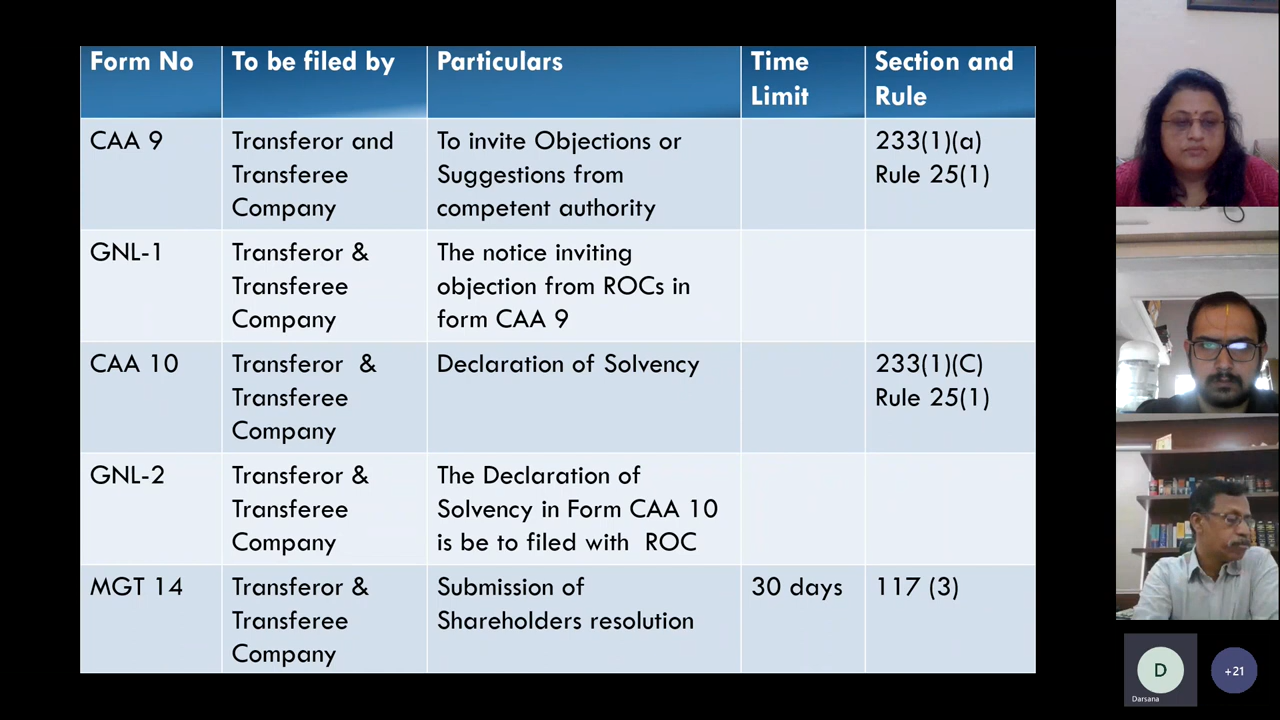 Form No To be filed by Particulars Time Limit Section and Rule
CAA 9 Transferor and Transferee Company To invite Objections or Suggestions from competent authority 233(1)(a) Rule 25(1)
GNL-1 Transferor & Transferee Company The notice inviting objection from ROCs in form CAA 9
CAA 10 Transferor & Transferee Company Declaration of Solvency 233(1)(C) Rule 25(1)
GNL-2 Transferor & Transferee Company The Declaration of Solvency in Form CAA 10 is be to filed with ROC
MGT 14 Transferor & Transferee Company Submission of Shareholders resolution 30 days 117 (3)
D
Darsana
+21